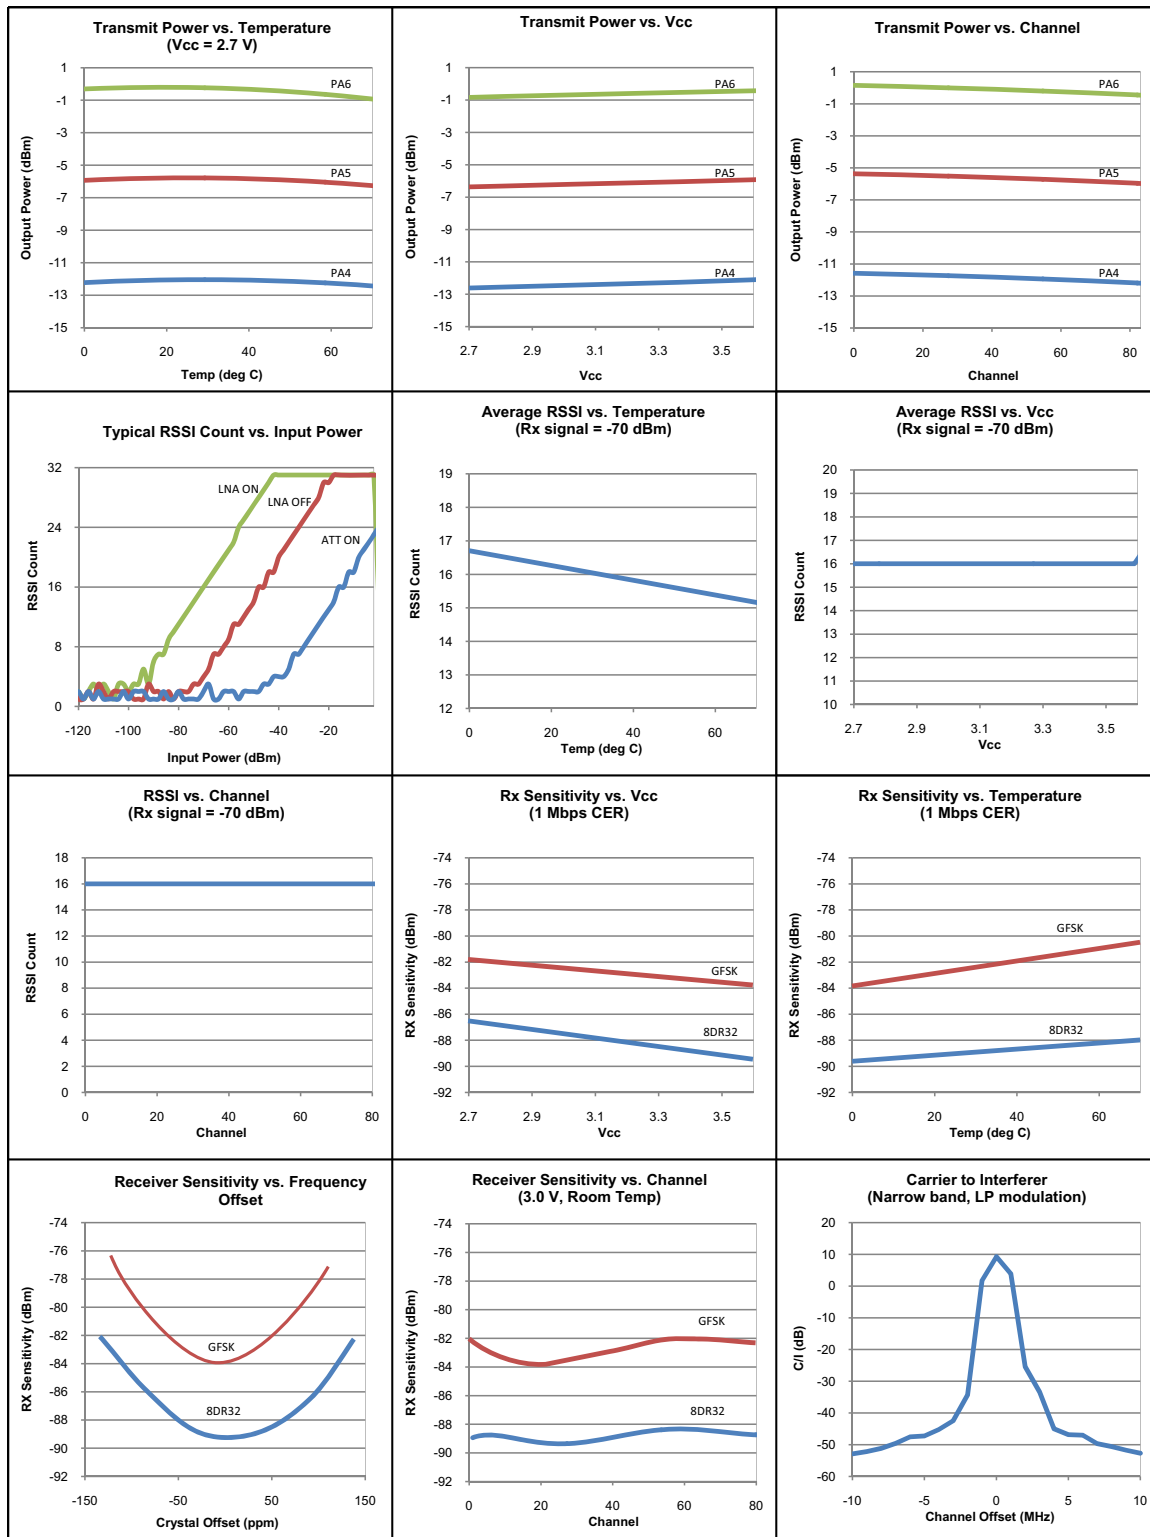 Transmit Power vs. Temperature
(Vcc = 2.7 V)
Output Power (dBm)
1
-1
-3
-5
-7
-9
-11
-13
-15
PA6
PA5
PA4
0
20
40
60
Temp (deg C)
Transmit Power vs. Vcc
Output Power (dBm)
1
-1
-3
-5
-7
-9
-11
-13
-15
PA6
PA5
PA4
2.7
2.9
3.1
3.3
3.5
Vcc
Transmit Power vs. Channel
Output Power (dBm)
1
-1
-3
-5
-7
-9
-11
-13
-15
PA6
PA5
PA4
0
20
40
60
80
Channel
Typical RSSI Count vs. Input Power
RSSI Count
32
24
16
8
0
LNA ON
LNA OFF
ATT ON
-120
-100
-80
-60
-40
-20
Input Power (dBm)
Average RSSI vs. Temperature
(Rx signal = -70 dBm)
RSSI Count
19
18
17
16
15
14
13
12
0
20
40
60
Temp (deg C)
Average RSSI vs. Vcc
(Rx signal = -70 dBm)
RSSI Count
20
19
18
17
16
15
14
13
12
11
10
2.7
2.9
3.1
3.3
3.5
Vcc
RSSI vs. Channel
(Rx signal = -70 dBm)
RSSI Count
18
16
14
12
10
8
6
4
2
0
0
20
40
60
80
Channel
Rx Sensitivity vs. Vcc
(1 Mbps CER)
RX Sensitivity (dBm)
-74
-76
-78
-80
-82
-84
-86
-88
-90
-92
GFSK
8DR32
2.7
2.9
3.1
3.3
3.5
Vcc
Rx Sensitivity vs. Temperature
(1 Mbps CER)
RX Sensitivity (dBm)
-74
-76
-78
-80
-82
-84
-86
-88
-90
-92
GFSK
8DR32
0
20
40
60
Temp (deg C)
Receiver Sensitivity vs. Frequency
Offset
RX Sensitivity (dBm)
-74
-76
-78
-80
-82
-84
-86
-88
-90
-92
GFSK
8DR32
-150
-50
50
150
Crystal Offset (ppm)
Receiver Sensitivity vs. Channel
(3.0 V, Room Temp)
RX Sensitivity (dBm)
-74
-76
-78
-80
-82
-84
-86
-88
-90
-92
GFSK
8DR32
0
20
40
60
80
Channel
Carrier to Interferer
(Narrow band, LP modulation)
C/I (dB)
20
10
0
-10
-20
-30
-40
-50
-60
-10
-5
0
5
10
Channel Offset (MHz)